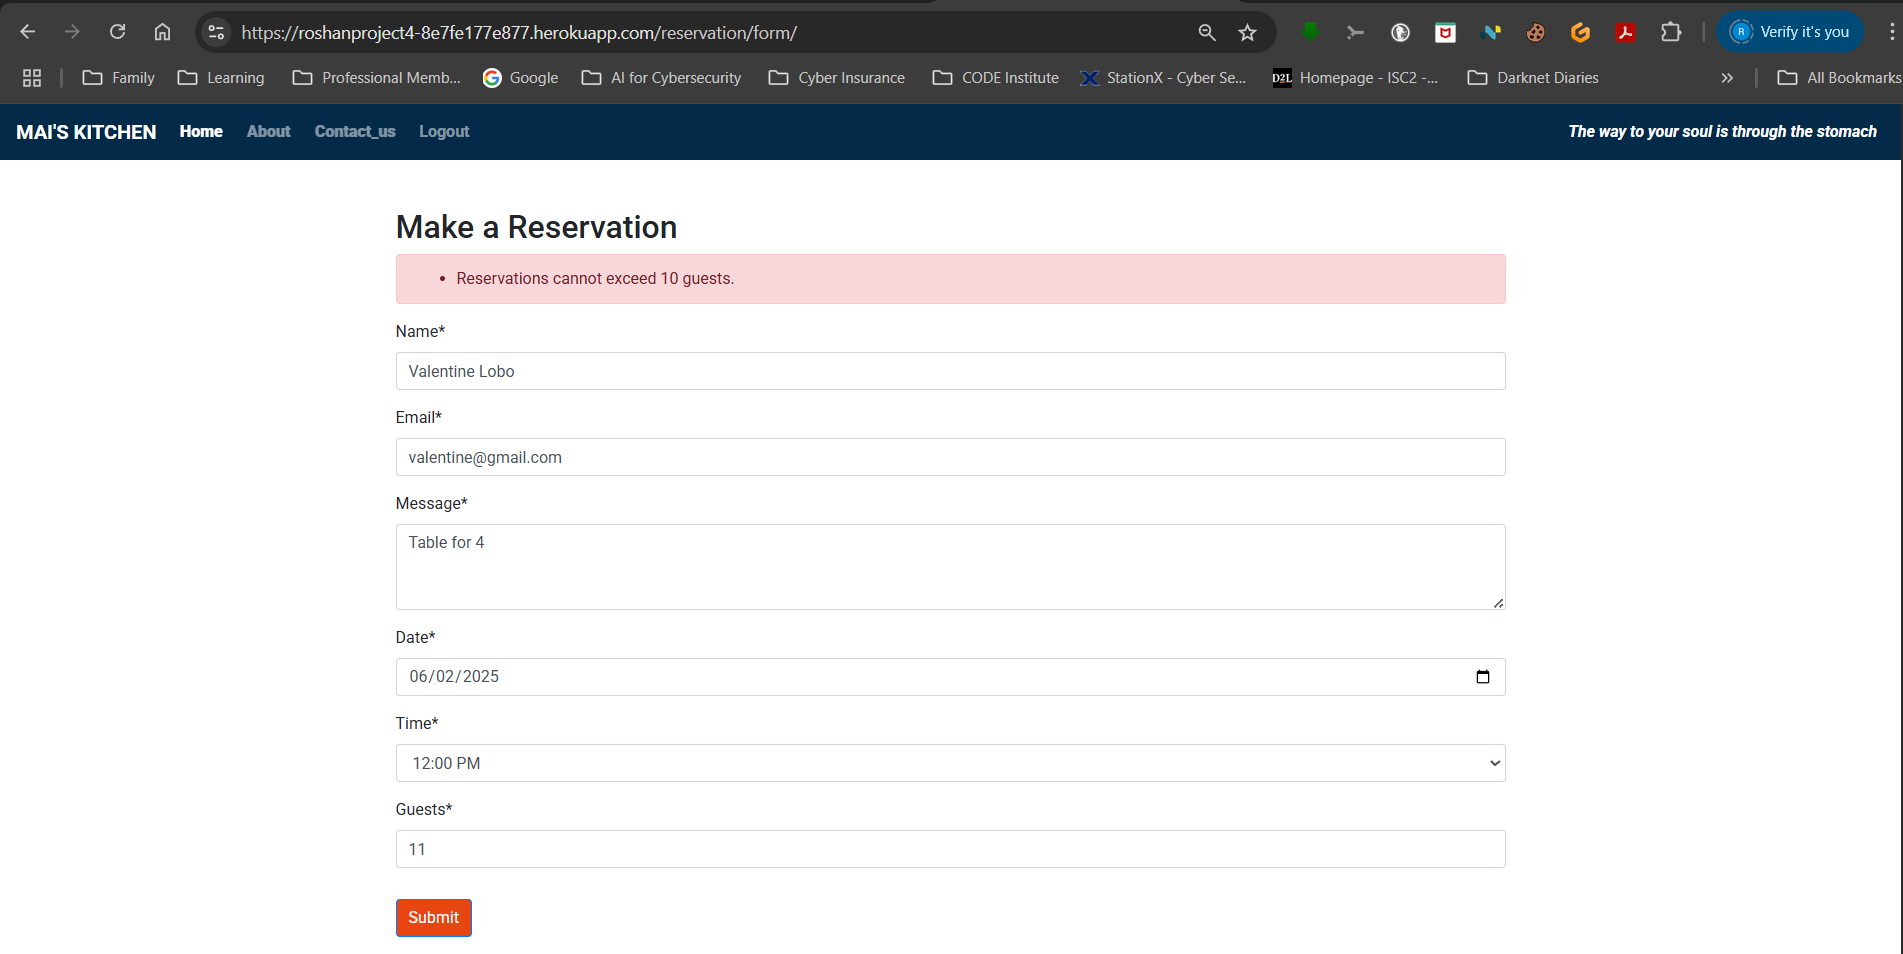 https://roshanproject4-8e7fe177e877.herokuapp.com/reservation/form/ Verify it's you
Family Learning Professional Memb... Google AI for Cybersecurity Cyber Insurance CODE Institute StationX - Cyber Se... D2L Homepage - ISC2 -... Darknet Diaries » All Bookmarks
MAI'S KITCHEN Home About Contact_us Logout The way to your soul is through the stomach
Make a Reservation
• Reservations cannot exceed 10 guests.
Name*
Valentine Lobo
Email*
valentine@gmail.com
Message*
Table for 4
Date*
06/02/2025
Time*
12:00 PM
Guests*
11
Submit